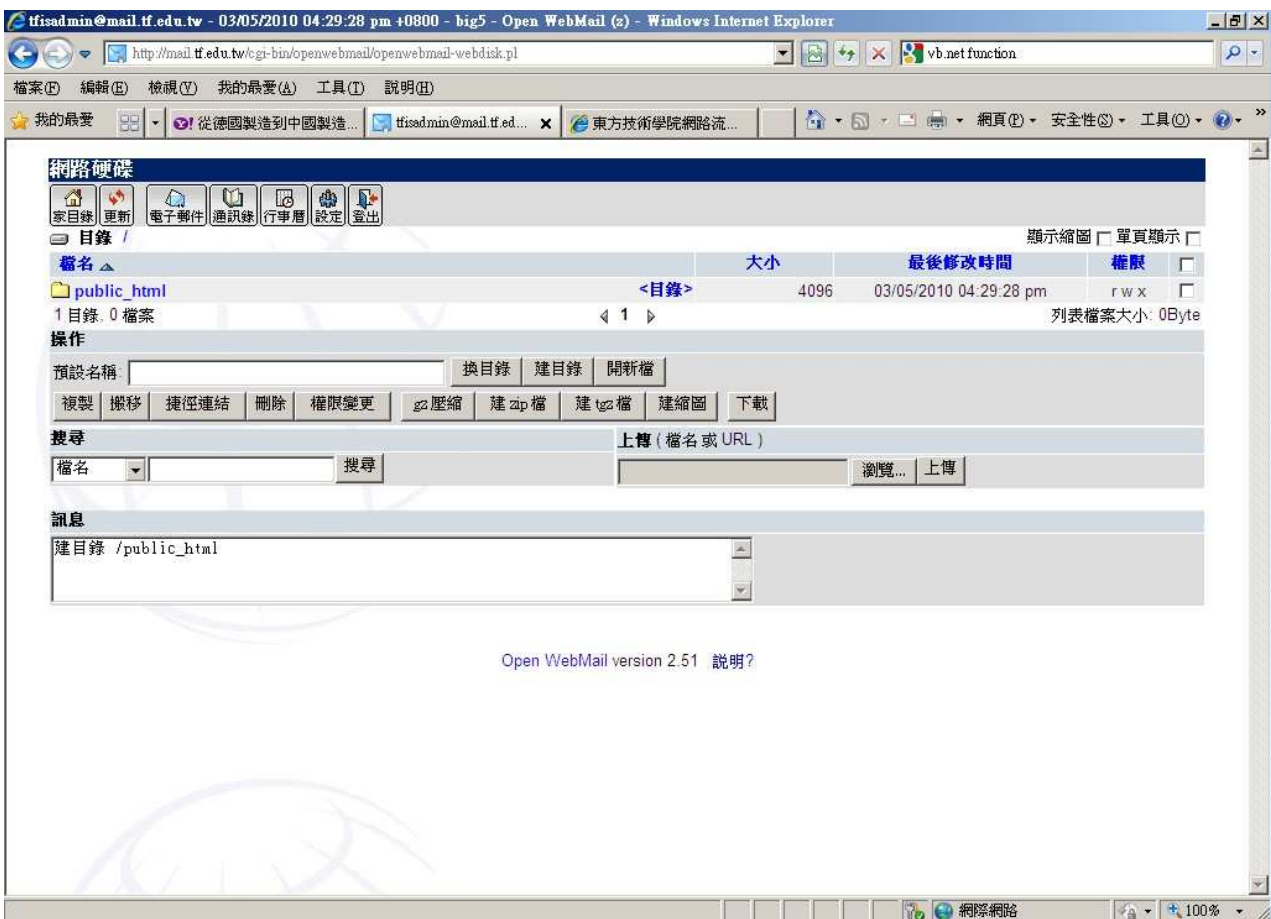 tfisadmin@mail.tf.edu.tw - 03/05/2010 04:29:28 pm +0800 - big5 - Open WebMail (z) - Windows Internet Explorer
http://mail.tf.edu.tw/cgi-bin/openwebmail/openwebmail-webdisk.pl vb.net function
檔案(F) 編輯(E) 檢視(V) 我的最愛(A) 工具(T) 說明(H)
我的最愛 從德國製造到中國製造... tfisadmin@mail.tf.ed... 東方技術學院網路流... 網頁(P) 安全性(S) 工具(O)
網路硬碟
家目錄 更新 電子郵件 通訊錄 行事曆 設定 登出
目錄 / 顯示縮圖 單頁顯示
檔名 大小 最後修改時間 權限
public_html <目錄> 4096 03/05/2010 04:29:28 pm r w x
1 目錄, 0 檔案 1 列表檔案大小: 0Byte
操作
預設名稱: 換目錄 建目錄 開新檔
複製 搬移 捷徑連結 刪除 權限變更 gz壓縮 建 zip 檔 建 tgz 檔 建縮圖 下載
搜尋 上傳 ( 檔名 或 URL )
檔名 搜尋 瀏覽... 上傳
訊息
建目錄 /public_html
Open WebMail version 2.51 說明?
網際網路 100%